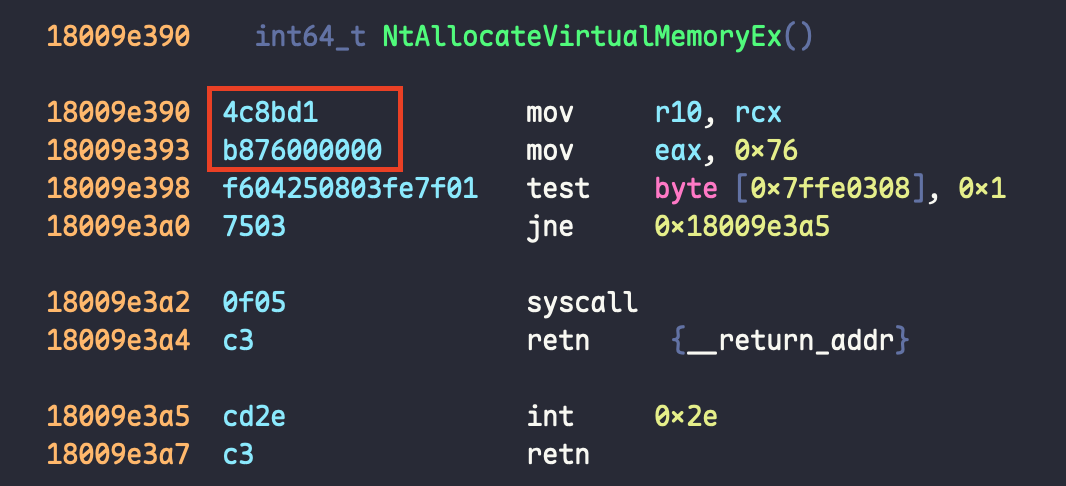 18009e390 int64_t NtAllocateVirtualMemoryEx()
18009e390 4c8bd1 mov r10, rcx
18009e393 b876000000 mov eax, 0x76
18009e398 f604250803fe7f01 test byte [0x7ffe0308], 0x1
18009e3a0 7503 jne 0x18009e3a5
18009e3a2 0f05 syscall
18009e3a4 c3 retn {__return_addr}
18009e3a5 cd2e int 0x2e
18009e3a7 c3 retn